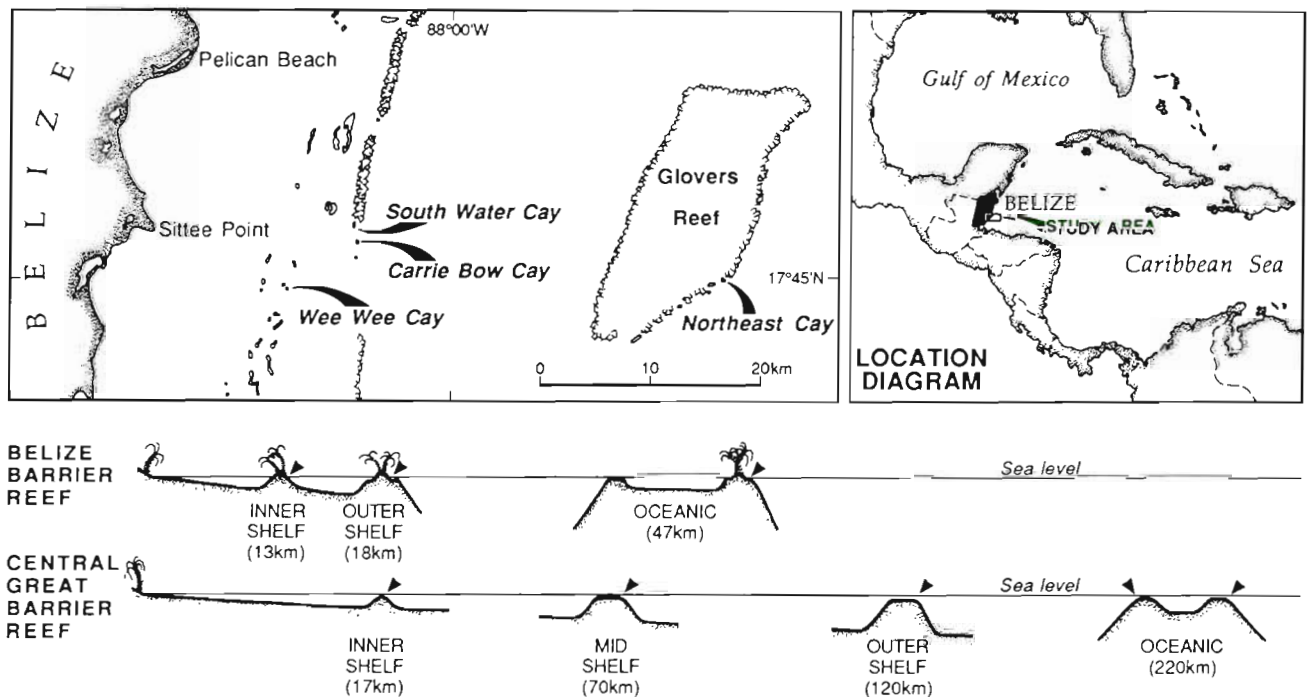 88°00'W
Pelican Beach
BELIZE
Sittee Point
South Water Cay
Carrie Bow Cay
Wee Wee Cay
Glovers
Reef
17°45'N
Northeast Cay
0 10 20km
Gulf of Mexico
BELIZE
STUDY AREA
Caribbean Sea
LOCATION
DIAGRAM
BELIZE
BARRIER
REEF
Sea level
INNER
SHELF
(13km)
OUTER
SHELF
(18km)
OCEANIC
(47km)
CENTRAL
GREAT
BARRIER
REEF
Sea level
INNER
SHELF
(17km)
MID
SHELF
(70km)
OUTER
SHELF
(120km)
OCEANIC
(220km)